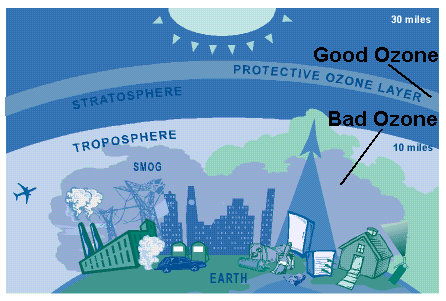 30 miles
Good Ozone
PROTECTIVE OZONE LAYER
STRATOSPHERE
Bad Ozone
TROPOSPHERE
10 miles
SMOG
EARTH